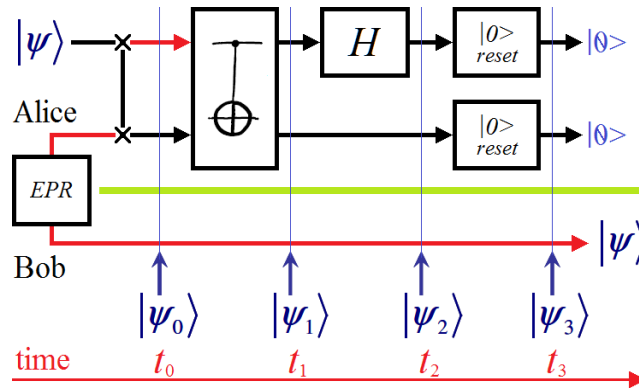 |ψ⟩
H
|0>
reset
|0>
Alice
|0>
reset
|0>
EPR
Bob
|ψ⟩
|ψ₀⟩ |ψ₁⟩ |ψ₂⟩ |ψ₃⟩
time t₀ t₁ t₂ t₃